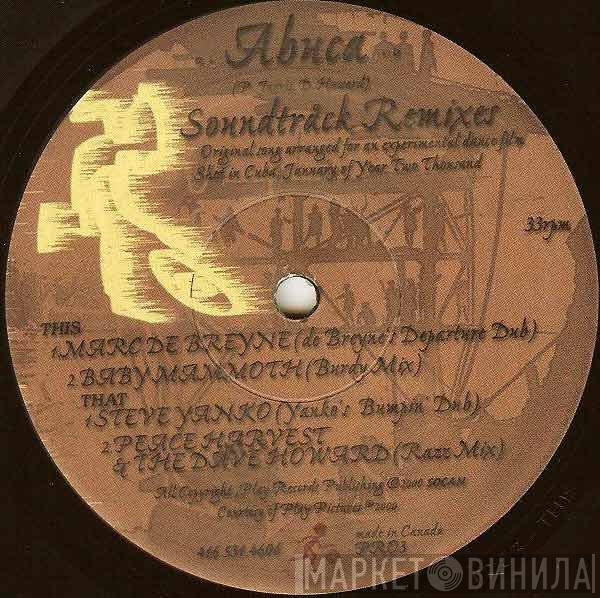 Abuca
Soundtrack Remixes
Original song arranged for an experimental dance film
Shot in Cuba, January of Year Two Thousand
33rpm
THIS
1. MARC DE BREYNE (de Breyne's Departure Dub)
2. BABY MAMMOTH (Burdy Mix)
THAT
1. STEVE YANKO (Yanko's Bumpin' Dub)
2. PEACE HARVEST
& THE DAVE HOWARD (Razz Mix)
All Copyright, Play Records Publishing ©2000 SOCAN
Courtesy of Play Pictures ℗2000
made in Canada
416 536 4606
PR03
МАРКЕТ ВИНИЛА